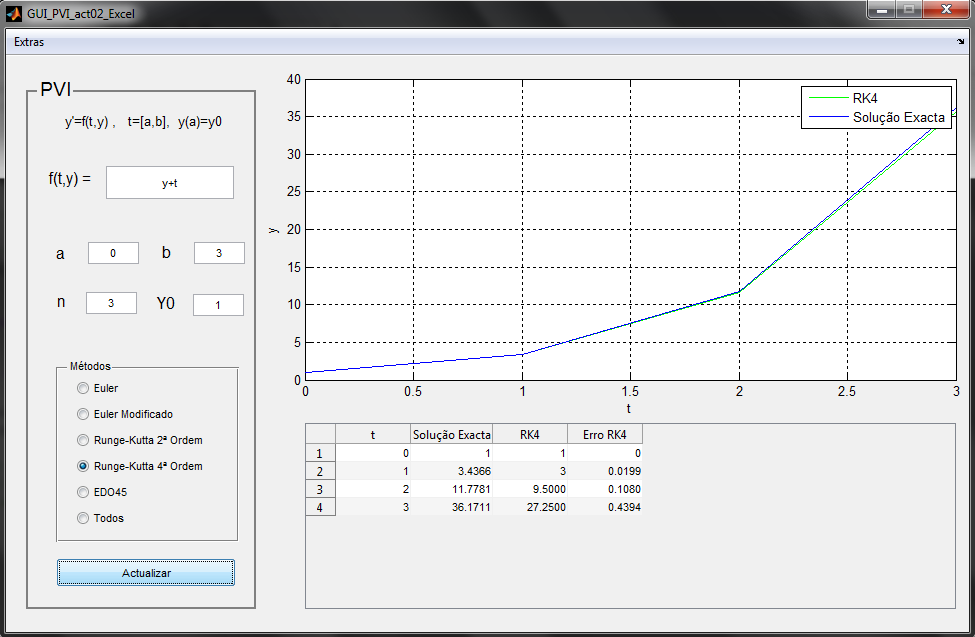 GUI_PVI_act02_Excel
Extras
PVI
y'=f(t,y) , t=[a,b], y(a)=y0
f(t,y) = y+t
a 0 b 3
n 3 Y0 1
Métodos
Euler
Euler Modificado
Runge-Kutta 2ª Ordem
Runge-Kutta 4ª Ordem
EDO45
Todos
Actualizar
RK4
Solução Exacta
40
35
30
25
20
15
10
5
0
y
0 0.5 1 1.5 2 2.5 3
t
t Solução Exacta RK4 Erro RK4
1 0 1 1 0
2 1 3.4366 3 0.0199
3 2 11.7781 9.5000 0.1080
4 3 36.1711 27.2500 0.4394